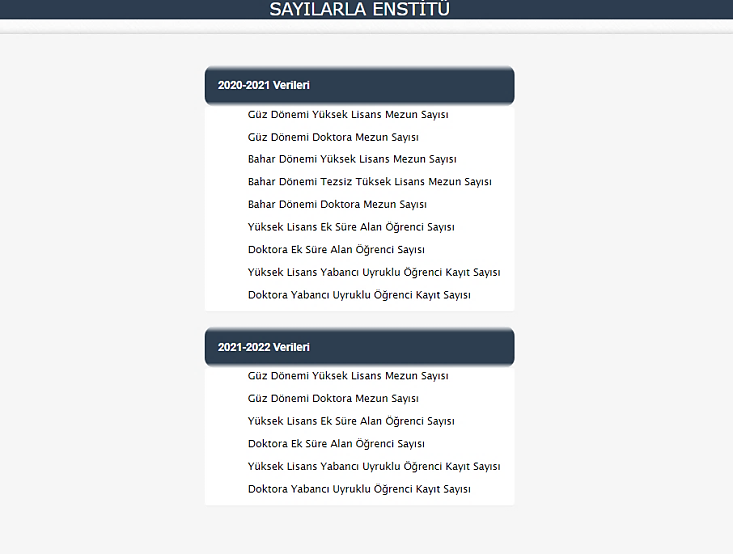 SAYILARLA ENSTİTÜ
2020-2021 Verileri
Güz Dönemi Yüksek Lisans Mezun Sayısı
Güz Dönemi Doktora Mezun Sayısı
Bahar Dönemi Yüksek Lisans Mezun Sayısı
Bahar Dönemi Tezsiz Tüksek Lisans Mezun Sayısı
Bahar Dönemi Doktora Mezun Sayısı
Yüksek Lisans Ek Süre Alan Öğrenci Sayısı
Doktora Ek Süre Alan Öğrenci Sayısı
Yüksek Lisans Yabancı Uyruklu Öğrenci Kayıt Sayısı
Doktora Yabancı Uyruklu Öğrenci Kayıt Sayısı
2021-2022 Verileri
Güz Dönemi Yüksek Lisans Mezun Sayısı
Güz Dönemi Doktora Mezun Sayısı
Yüksek Lisans Ek Süre Alan Öğrenci Sayısı
Doktora Ek Süre Alan Öğrenci Sayısı
Yüksek Lisans Yabancı Uyruklu Öğrenci Kayıt Sayısı
Doktora Yabancı Uyruklu Öğrenci Kayıt Sayısı